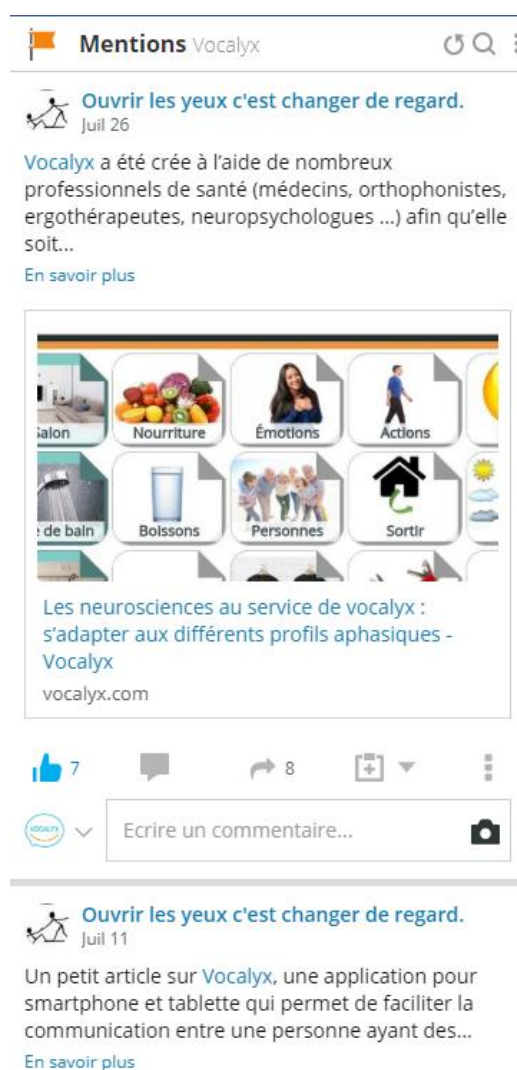 Mentions Vocalyx
Ouvrir les yeux c'est changer de regard.
Juil 26
Vocalyx a été crée à l'aide de nombreux
professionnels de santé (médecins, orthophonistes,
ergothérapeutes, neuropsychologues ...) afin qu'elle
soit...
En savoir plus
Salon Nourriture Émotions Actions
e de bain Boissons Personnes Sortir
Les neurosciences au service de vocalyx :
s'adapter aux différents profils aphasiques -
Vocalyx
vocalyx.com
7 8
VOCALYX Ecrire un commentaire...
Ouvrir les yeux c'est changer de regard.
Juil 11
Un petit article sur Vocalyx, une application pour
smartphone et tablette qui permet de faciliter la
communication entre une personne ayant des...
En savoir plus